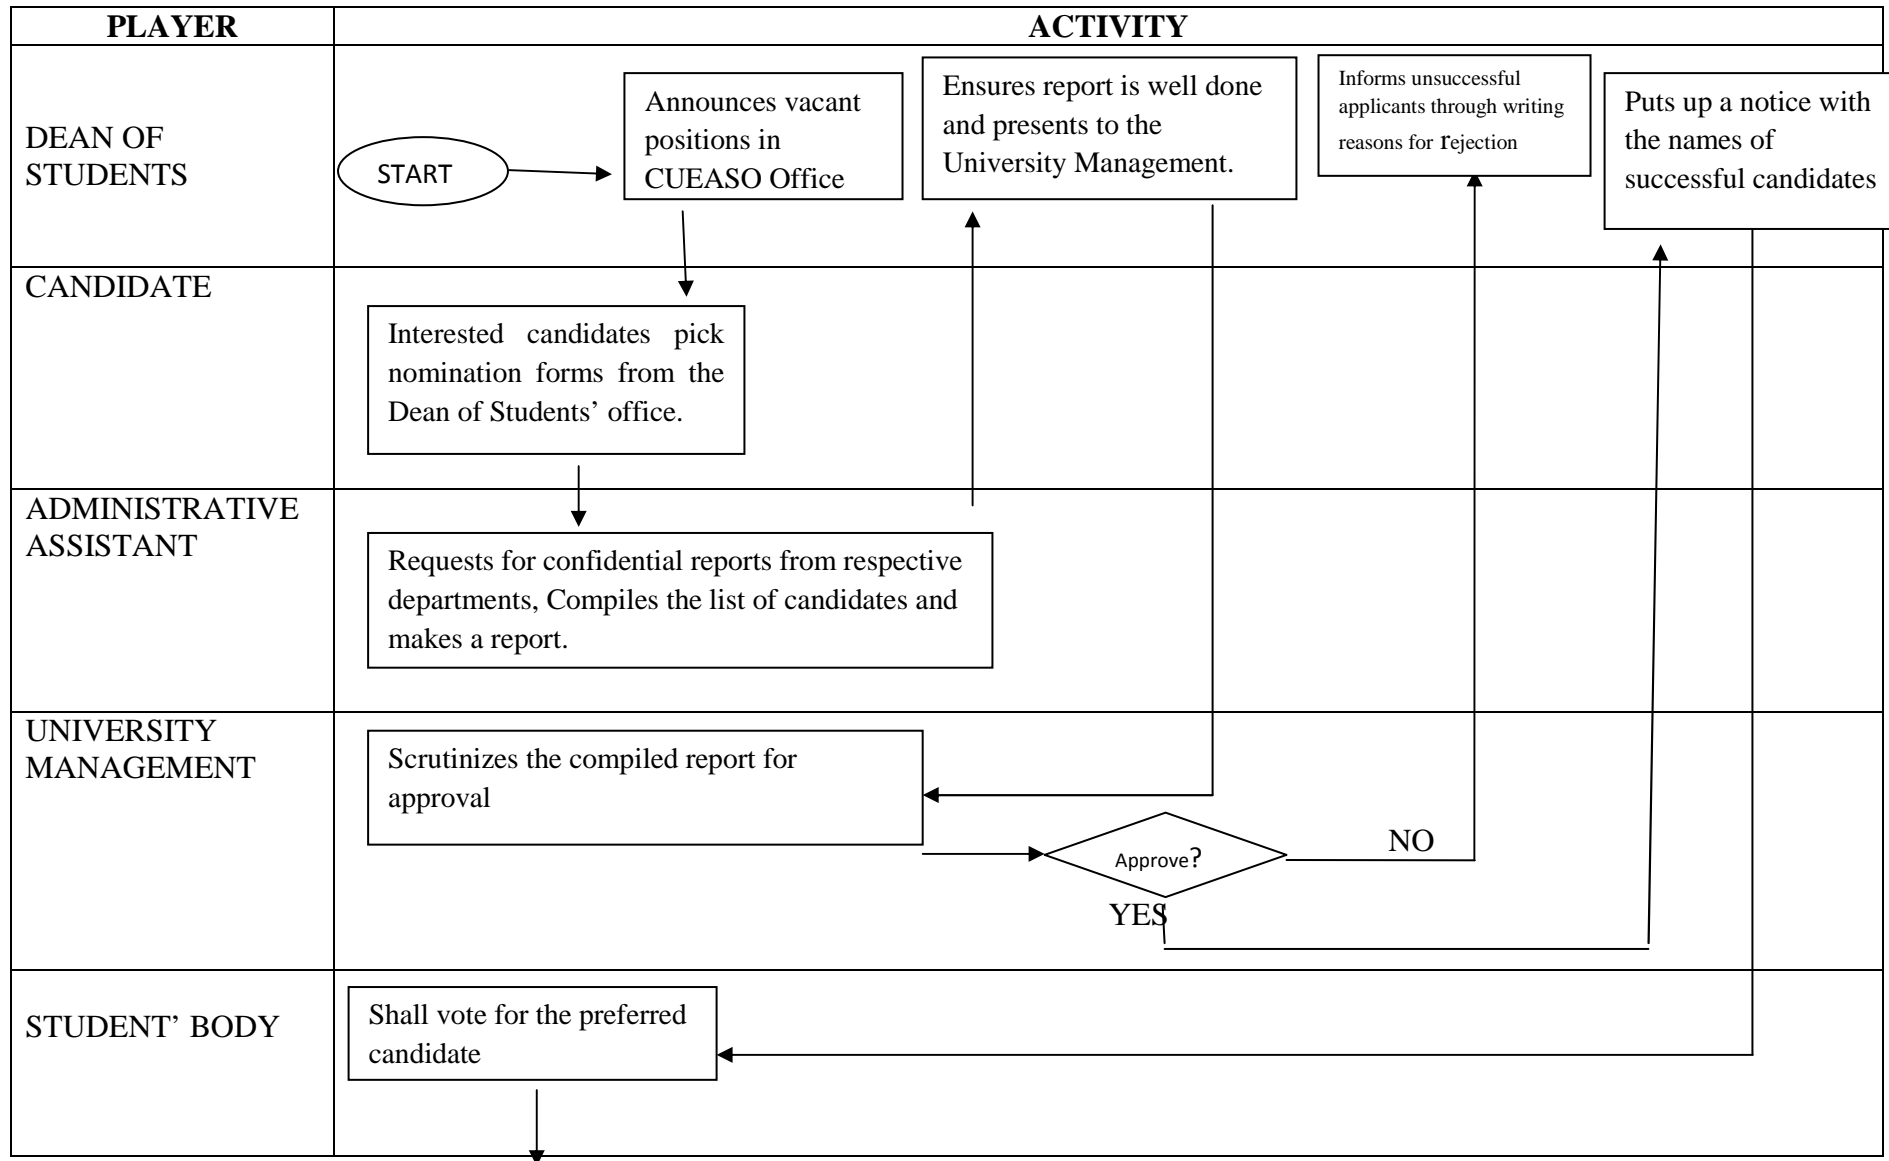 PLAYER
ACTIVITY
DEAN OF
STUDENTS
START
Announces vacant
positions in
CUEASO Office
Ensures report is well done
and presents to the
University Management.
Informs unsuccessful
applicants through writing
reasons for rejection
Puts up a notice with
the names of
successful candidates
CANDIDATE
Interested candidates pick
nomination forms from the
Dean of Students’ office.
ADMINISTRATIVE
ASSISTANT
Requests for confidential reports from respective
departments, Compiles the list of candidates and
makes a report.
UNIVERSITY
MANAGEMENT
Scrutinizes the compiled report for
approval
Approve?
NO
YES
STUDENT’ BODY
Shall vote for the preferred
candidate